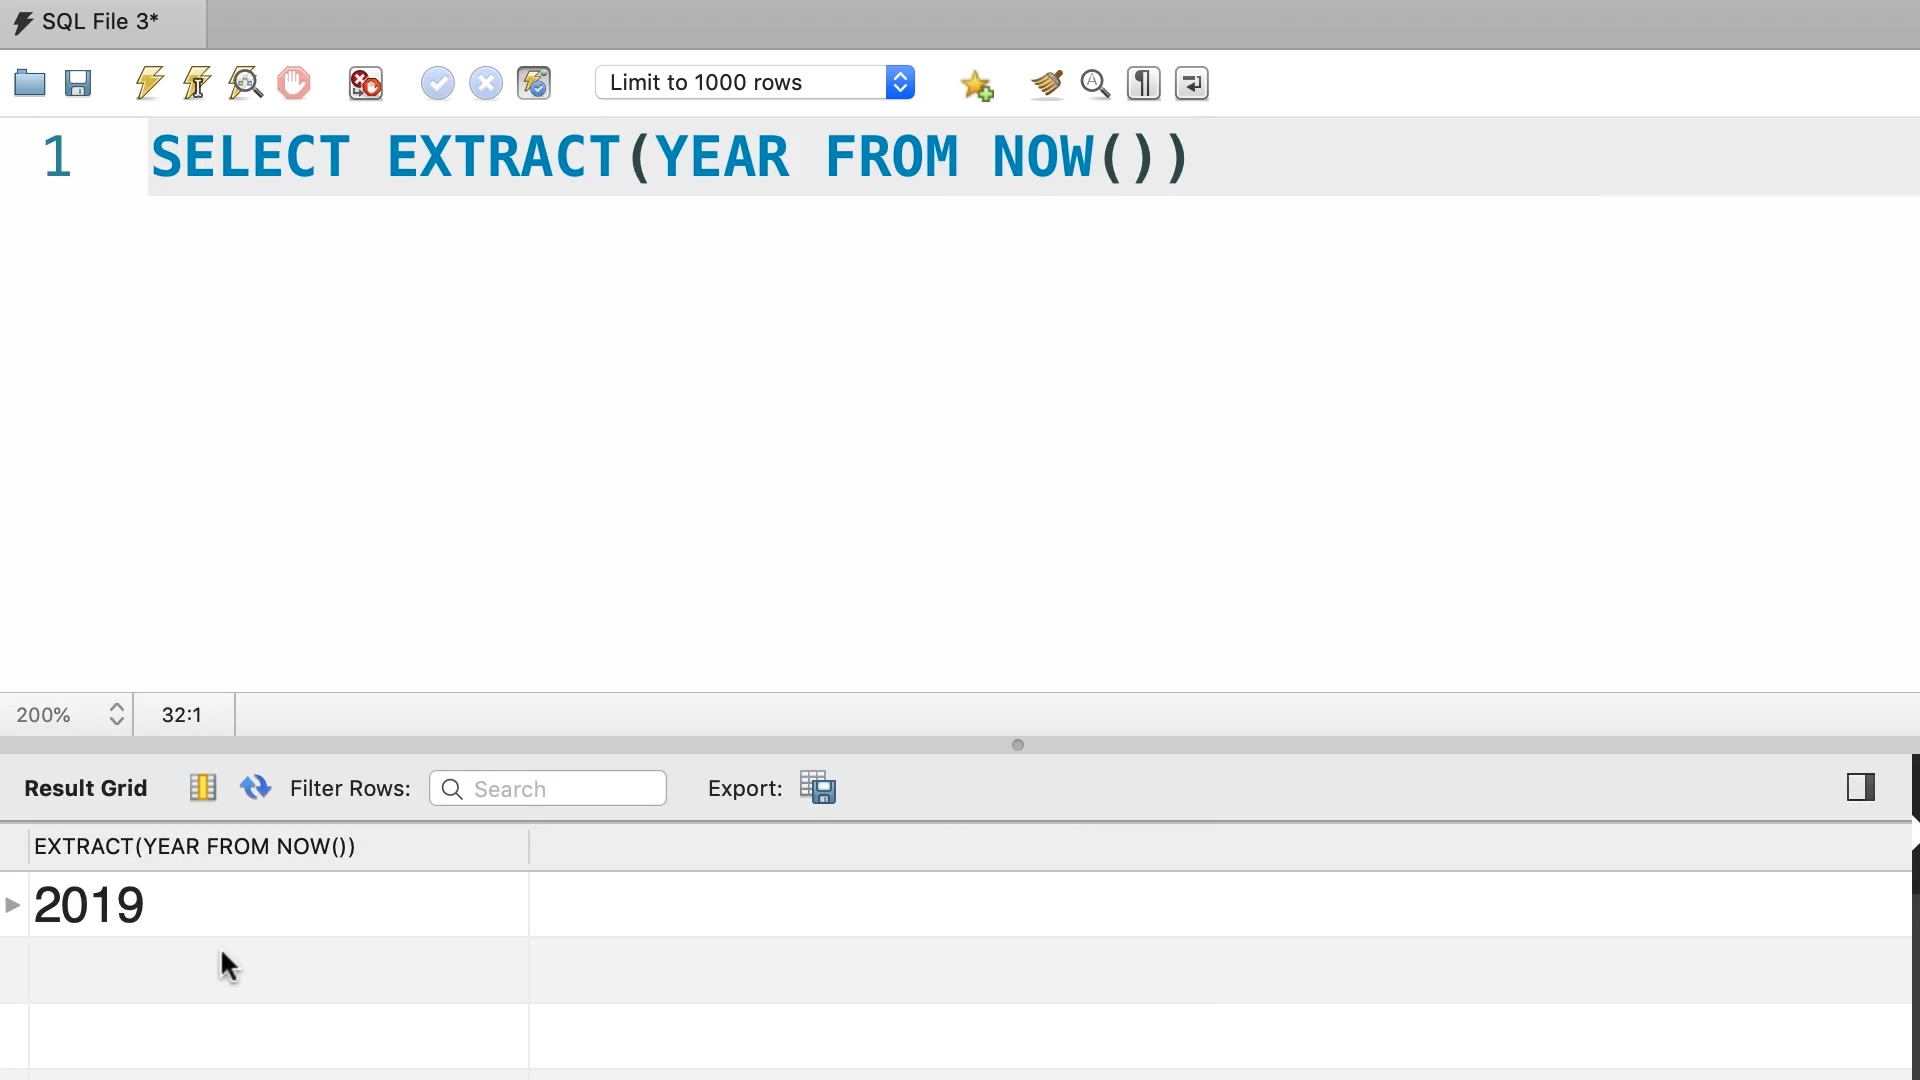 SQL File 3*
Limit to 1000 rows
1 SELECT EXTRACT(YEAR FROM NOW())
200% 32:1
Result Grid Filter Rows: Search Export:
EXTRACT(YEAR FROM NOW())
2019